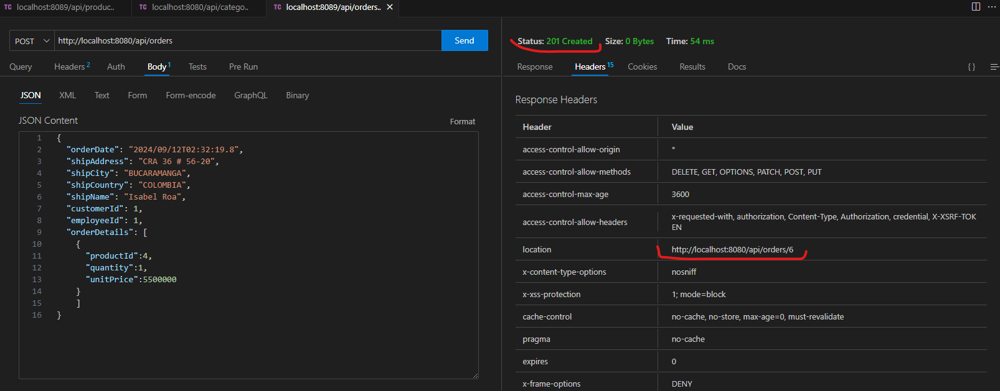 TC localhost:8089/api/produc..
TC localhost:8080/api/catego..
TC localhost:8089/api/orders..
POST
http://localhost:8080/api/orders
Send
Query Headers 2 Auth Body 1 Tests Pre Run
JSON XML Text Form Form-encode GraphQL Binary
JSON Content
Format
1 {
2 "orderDate": "2024/09/12T02:32:19.8",
3 "shipAddress": "CRA 36 # 56-20",
4 "shipCity": "BUCARAMANGA",
5 "shipCountry": "COLOMBIA",
6 "shipName": "Isabel Roa",
7 "customerId": 1,
8 "employeeId": 1,
9 "orderDetails": [
10 {
11 "productId":4,
12 "quantity":1,
13 "unitPrice":5500000
14 }
15 ]
16 }
Status: 201 Created Size: 0 Bytes Time: 54 ms
Response Headers 15 Cookies Results Docs { }
Response Headers
Header Value
access-control-allow-origin *
access-control-allow-methods DELETE, GET, OPTIONS, PATCH, POST, PUT
access-control-max-age 3600
access-control-allow-headers x-requested-with, authorization, Content-Type, Authorization, credential, X-XSRF-TOK
EN
location http://localhost:8080/api/orders/6
x-content-type-options nosniff
x-xss-protection 1; mode=block
cache-control no-cache, no-store, max-age=0, must-revalidate
pragma no-cache
expires 0
x-frame-options DENY